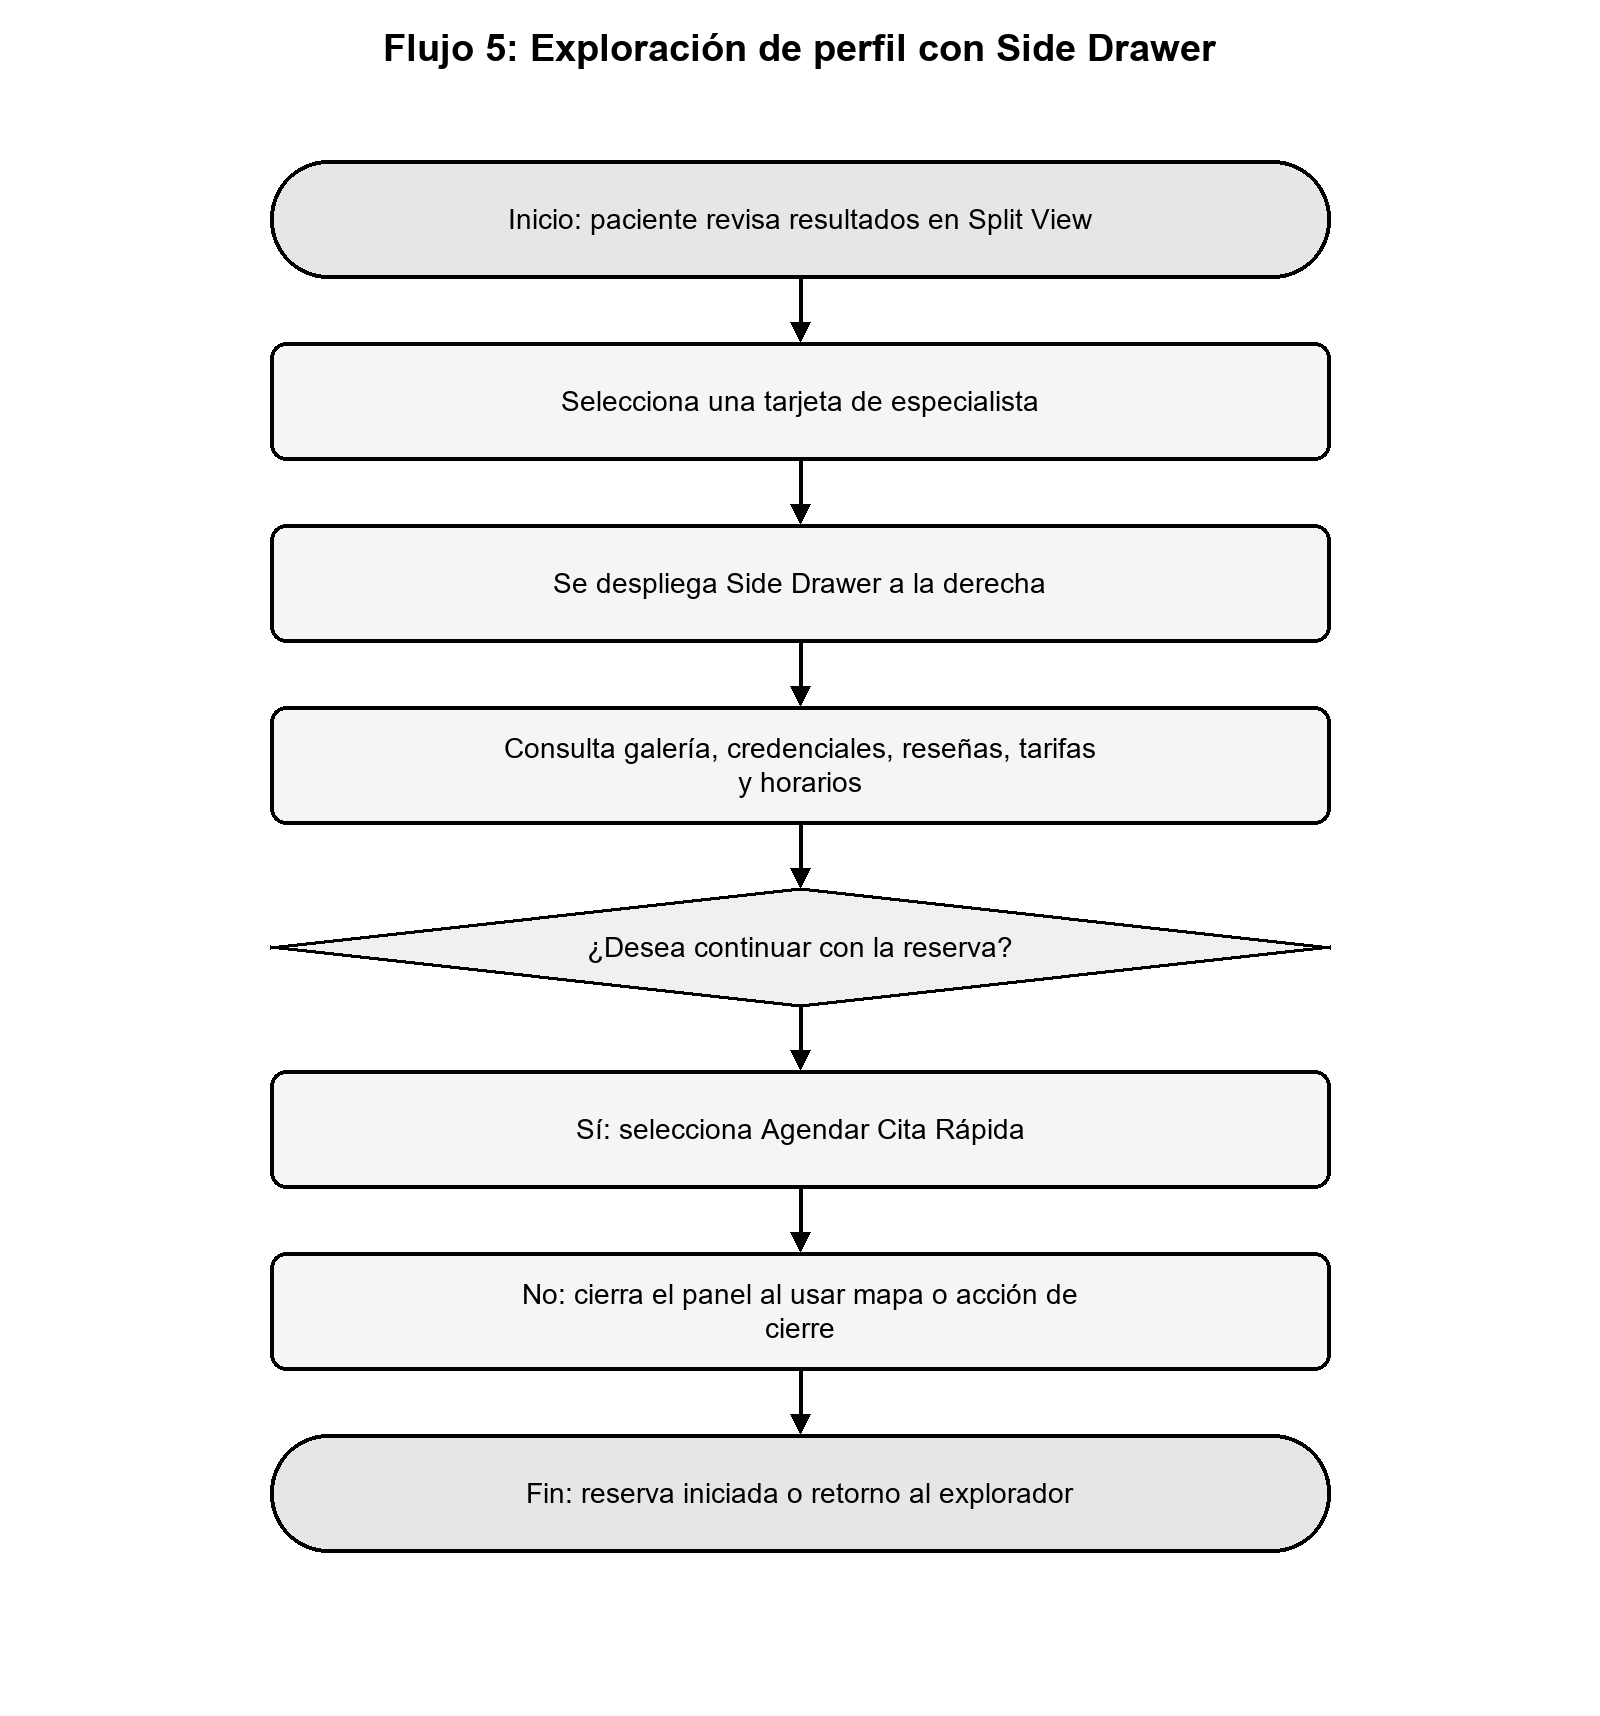 Flujo 5: Exploración de perfil con Side Drawer
Inicio: paciente revisa resultados en Split View
Selecciona una tarjeta de especialista
Se despliega Side Drawer a la derecha
Consulta galería, credenciales, reseñas, tarifas
y horarios
¿Desea continuar con la reserva?
Sí: selecciona Agendar Cita Rápida
No: cierra el panel al usar mapa o acción de
cierre
Fin: reserva iniciada o retorno al explorador